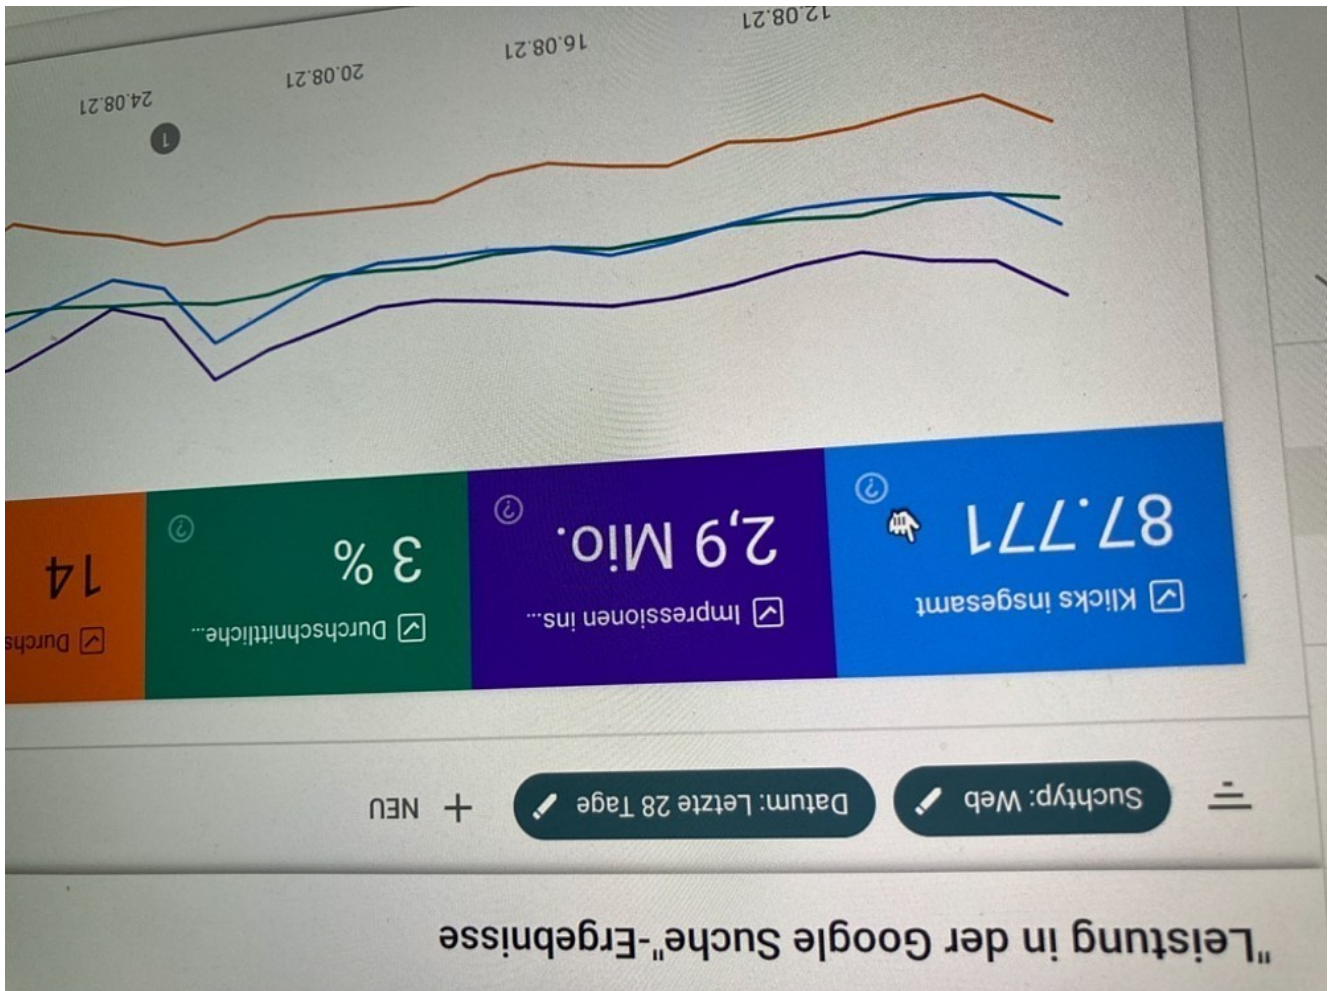 "Leistung in der Google Suche"-Ergebnisse
Suchtyp: Web
Datum: Letzte 28 Tage
+ NEU
Klicks insgesamt
87.771
Impressionen ins...
2,9 Mio.
Durchschnittliche...
3 %
Durchs
14
12.08.21
16.08.21
20.08.21
24.08.21
1